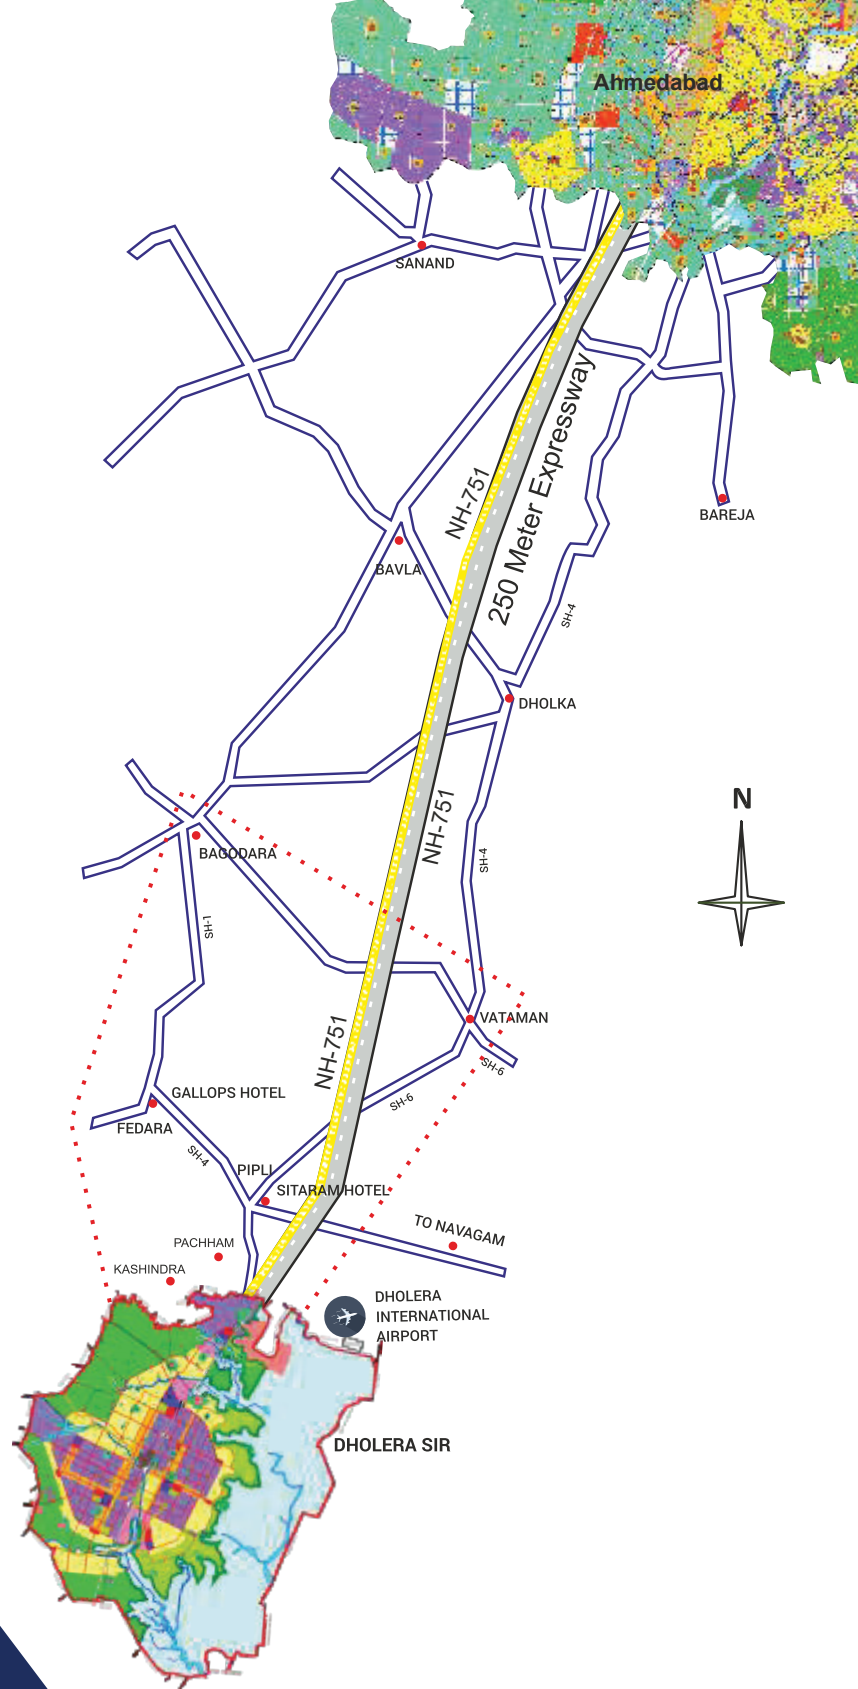 Ahmedabad
SANAND
NH-751
250 Meter Expressway
BAREJA
BAVLA
SH-4
DHOLKA
N
NH-751
SH-4
BAGODARA
SH-1
NH-751
VATAMAN
SH-6
GALLOPS HOTEL
SH-6
FEDARA
SH-4
PIPLI
SITARAM HOTEL
TO NAVAGAM
PACHHAM
KASHINDRA
DHOLERA
INTERNATIONAL
AIRPORT
DHOLERA SIR